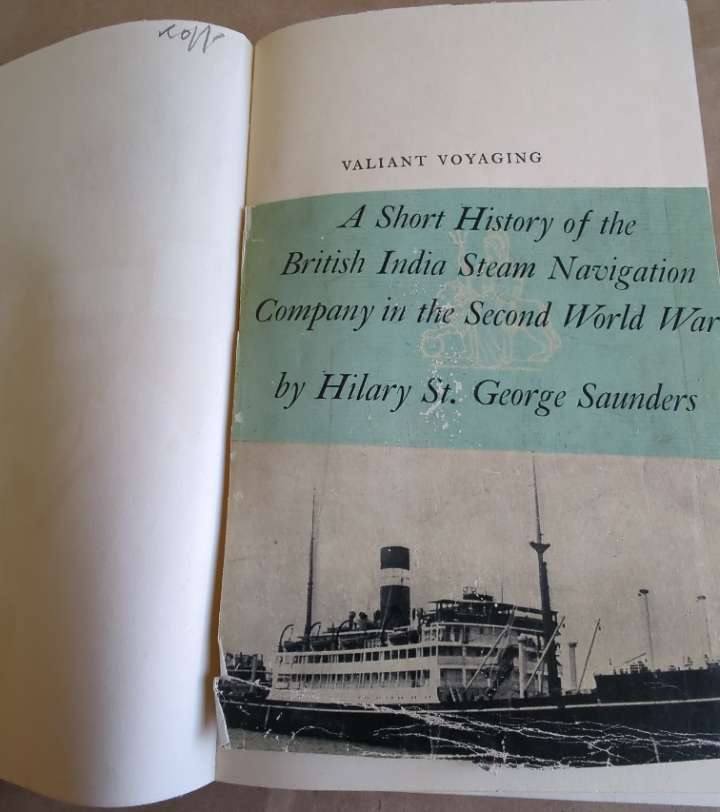 VALIANT VOYAGING
A Short History of the
British India Steam Navigation
Company in the Second World War
by Hilary St. George Saunders